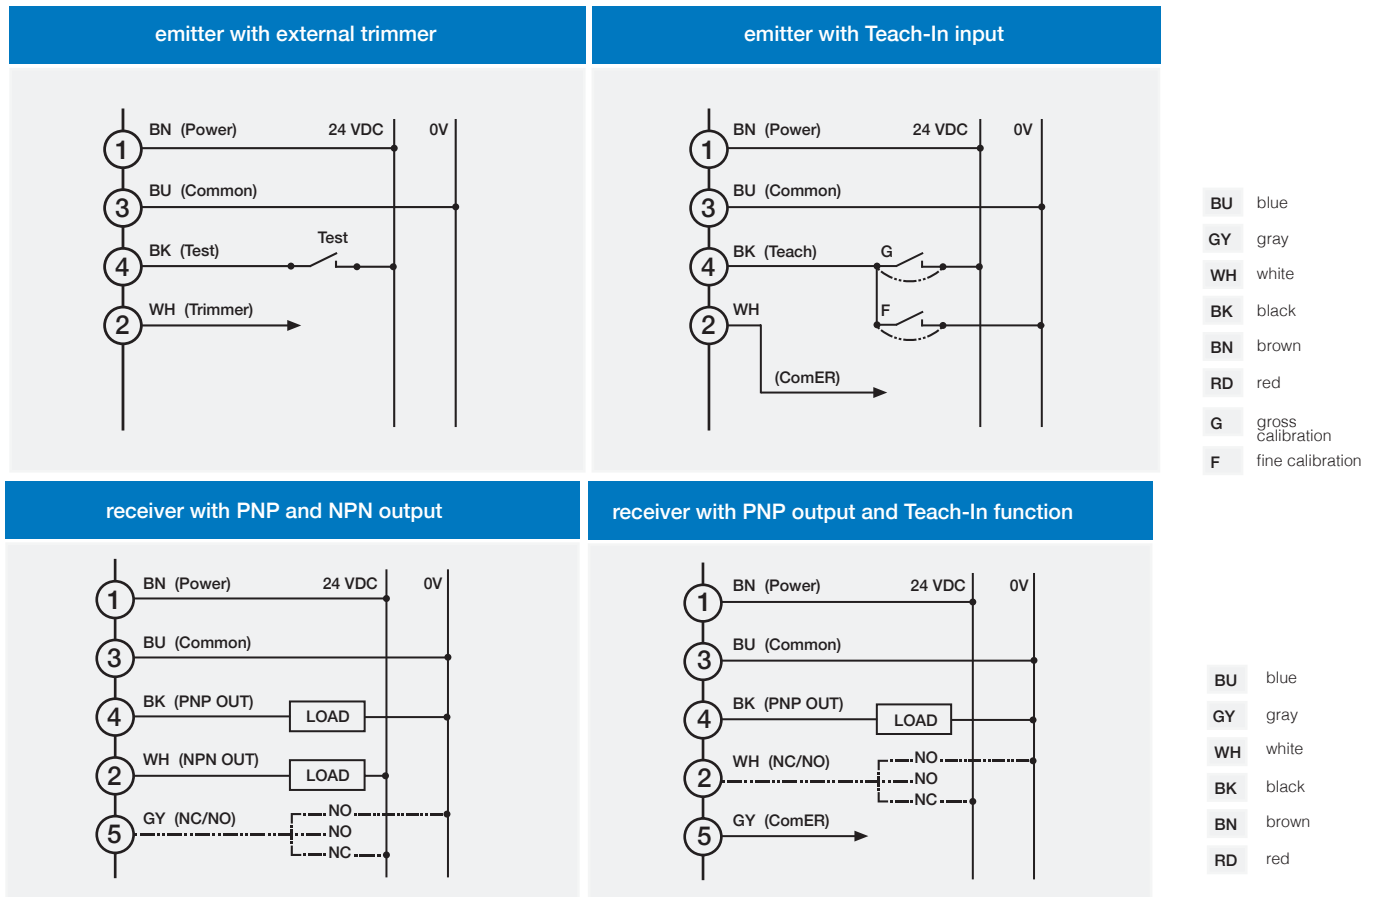 emitter with external trimmer
BN (Power) 24 VDC 0V
1
BU (Common)
3
BK (Test) Test
4
WH (Trimmer)
2
emitter with Teach-In input
BN (Power) 24 VDC 0V
1
BU (Common)
3
BK (Teach) G
4
WH F
2
(ComER)
BU blue
GY gray
WH white
BK black
BN brown
RD red
G gross
calibration
F fine calibration
receiver with PNP and NPN output
BN (Power) 24 VDC 0V
1
BU (Common)
3
BK (PNP OUT)
4 LOAD
WH (NPN OUT)
2 LOAD
GY (NC/NO) NO
5 NO
NC
receiver with PNP output and Teach-In function
BN (Power) 24 VDC 0V
1
BU (Common)
3
BK (PNP OUT)
4 LOAD
WH (NC/NO) NO
2 NO
NC
GY (ComER)
5
BU blue
GY gray
WH white
BK black
BN brown
RD red